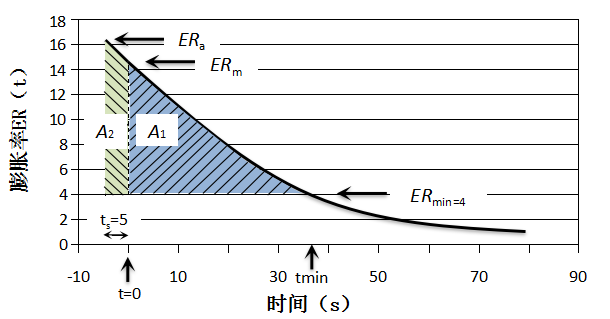 18
16
14
12
10
8
6
4
2
0
膨胀率ER（t）
ERa
ERm
A2
A1
ERmin=4
ts=5
-10
10
30
50
70
90
t=0
tmin
时间（s）